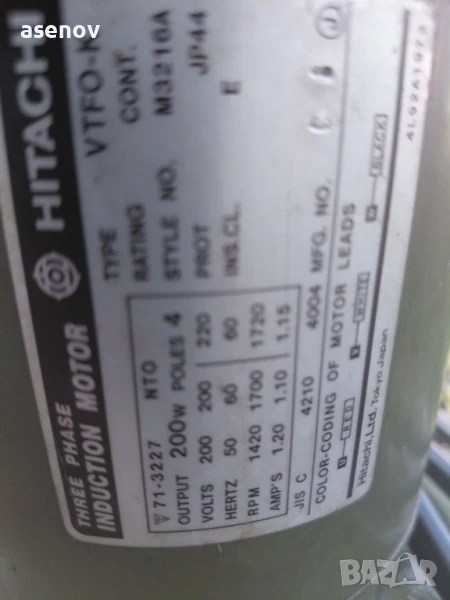 asenov
THREE PHASE
INDUCTION MOTOR
HITACHI
TYPE VTFO-K
RATING CONT.
STYLE NO. M3216A
PROT JP44
INS.CL. E
71-3227 NTO
OUTPUT 200W POLES 4
VOLTS 200 200 220
HERTZ 50 60 60
RPM 1420 1700 1720
AMP'S 1.20 1.10 1.15
JIS C 4210 4004 MFG. NO.
COLOR-CODING OF MOTOR LEADS
RED WHITE BLACK
Hitachi, Ltd. Tokyo Japan
4L92A1973
BAZAR